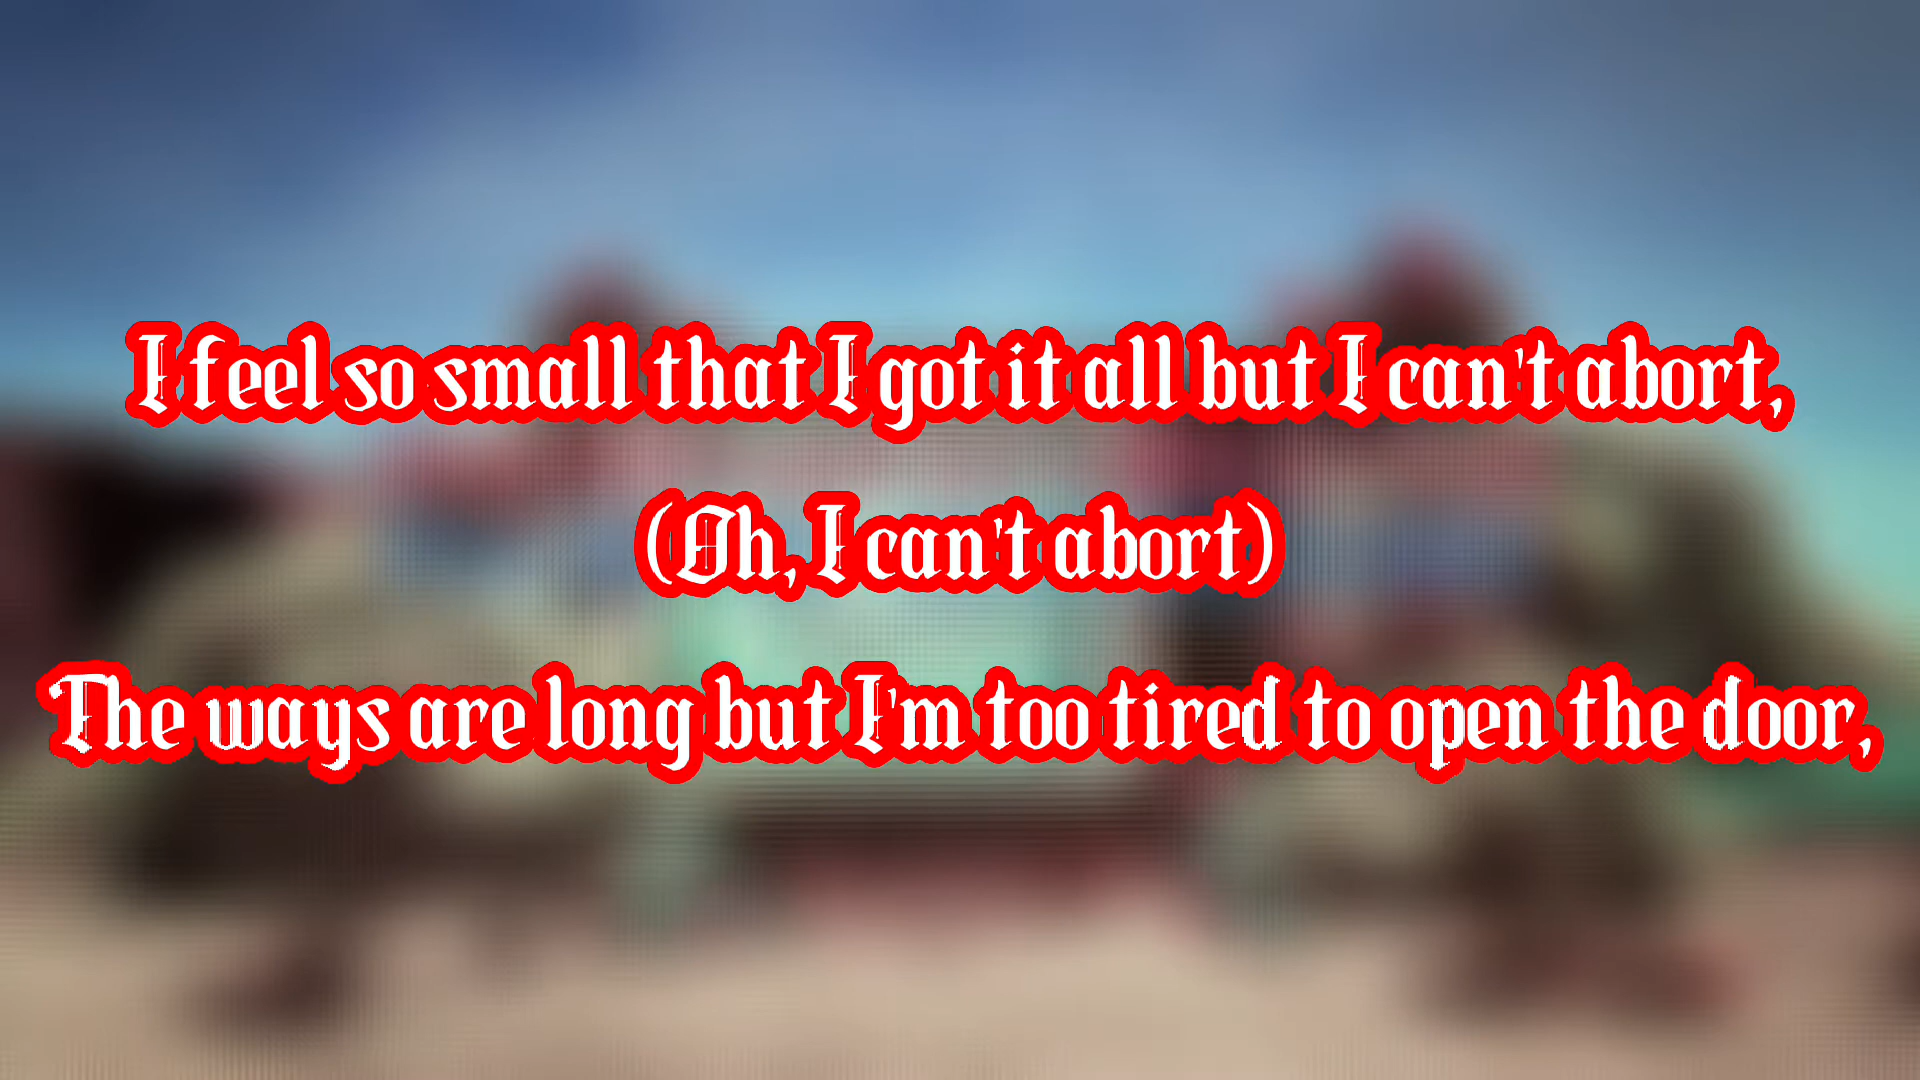 I feel so small that I got it all but I can't abort,
(Oh, I can't abort)
The ways are long but I'm too tired to open the door,